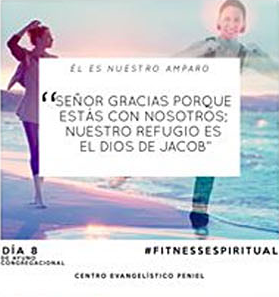 ÉL ES NUESTRO AMPARO
“SEÑOR GRACIAS PORQUE
ESTÁS CON NOSOTROS;
NUESTRO REFUGIO ES
EL DIOS DE JACOB"
DÍA 8
DE AYUNO
CONGREGACIONAL
#FITNESSESPIRITUAL
CENTRO EVANGELÍSTICO PENIEL